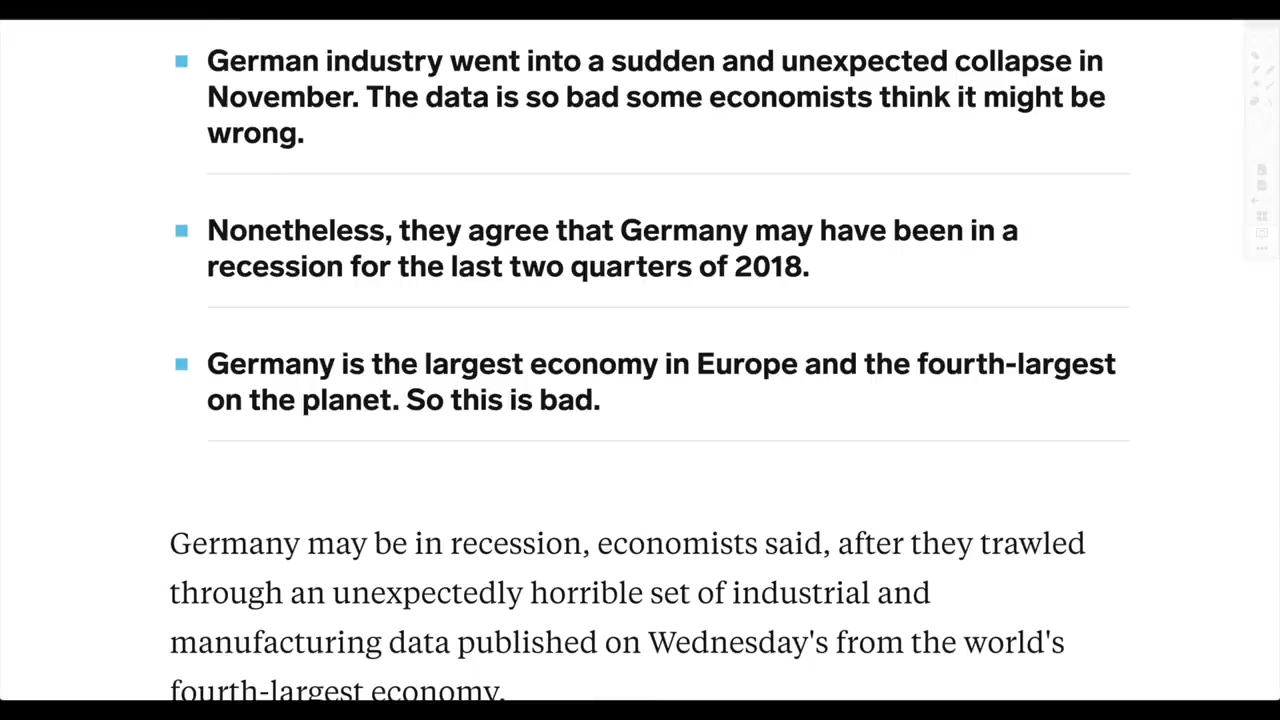 German industry went into a sudden and unexpected collapse in
November. The data is so bad some economists think it might be
wrong.
Nonetheless, they agree that Germany may have been in a
recession for the last two quarters of 2018.
Germany is the largest economy in Europe and the fourth-largest
on the planet. So this is bad.
Germany may be in recession, economists said, after they trawled
through an unexpectedly horrible set of industrial and
manufacturing data published on Wednesday's from the world's
fourth-largest economy.